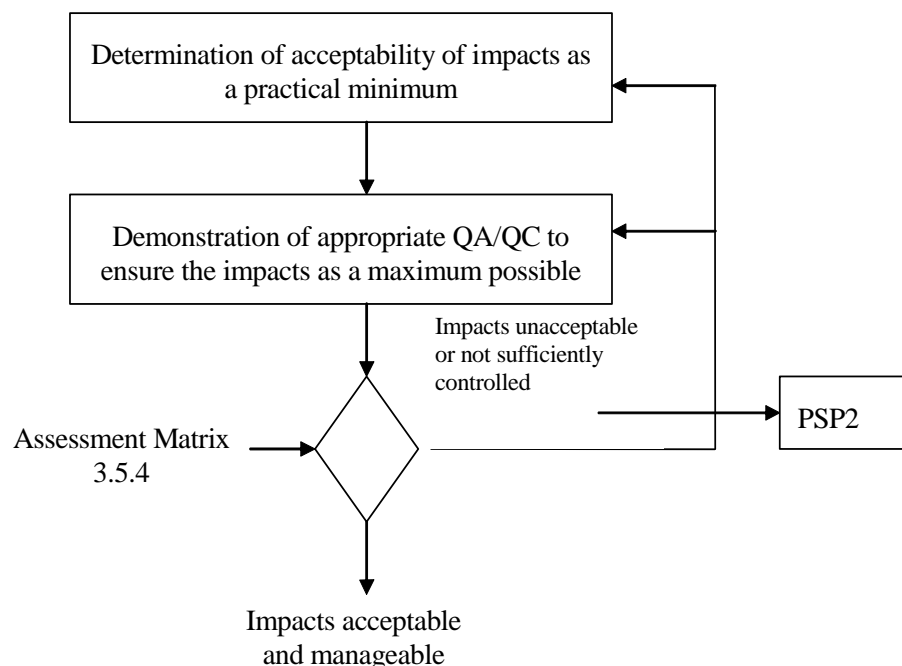 Determination of acceptability of impacts as
a practical minimum
Demonstration of appropriate QA/QC to
ensure the impacts as a maximum possible
Impacts unacceptable
or not sufficiently
controlled
PSP2
Assessment Matrix
3.5.4
Impacts acceptable
and manageable